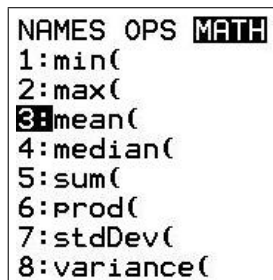 NAMES OPS MATH
1:min(
2:max(
3:mean(
4:median(
5:sum(
6:prod(
7:stdDev(
8:variance(